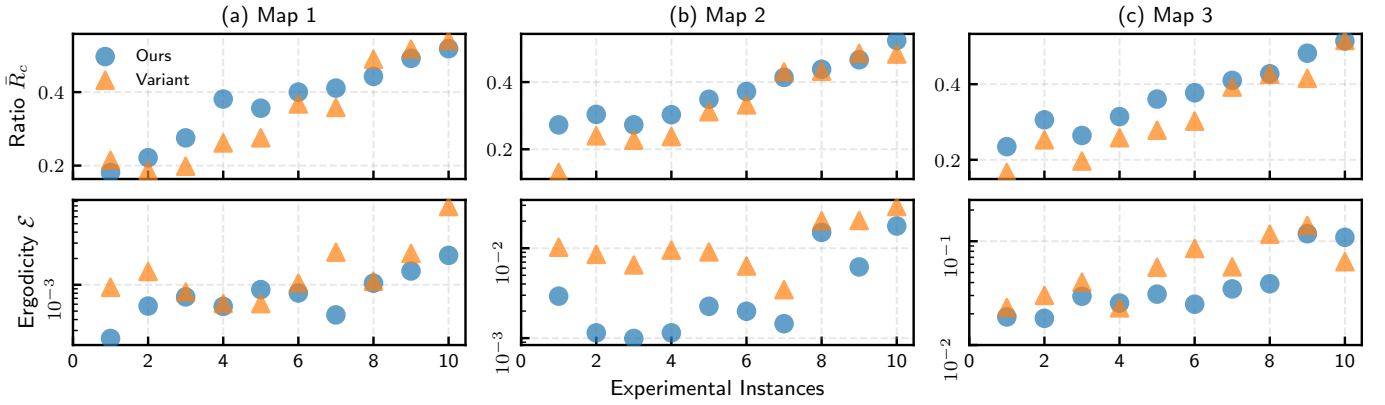 (a) Map 1
(b) Map 2
(c) Map 3
Ratio R̄_c
0.4
0.2
Ours
Variant
0.4
0.2
0.4
0.2
Ergodicity ℰ
10⁻³
10⁻²
10⁻³
10⁻¹
10⁻²
0 2 4 6 8 10
0 2 4 6 8 10
0 2 4 6 8 10
Experimental Instances